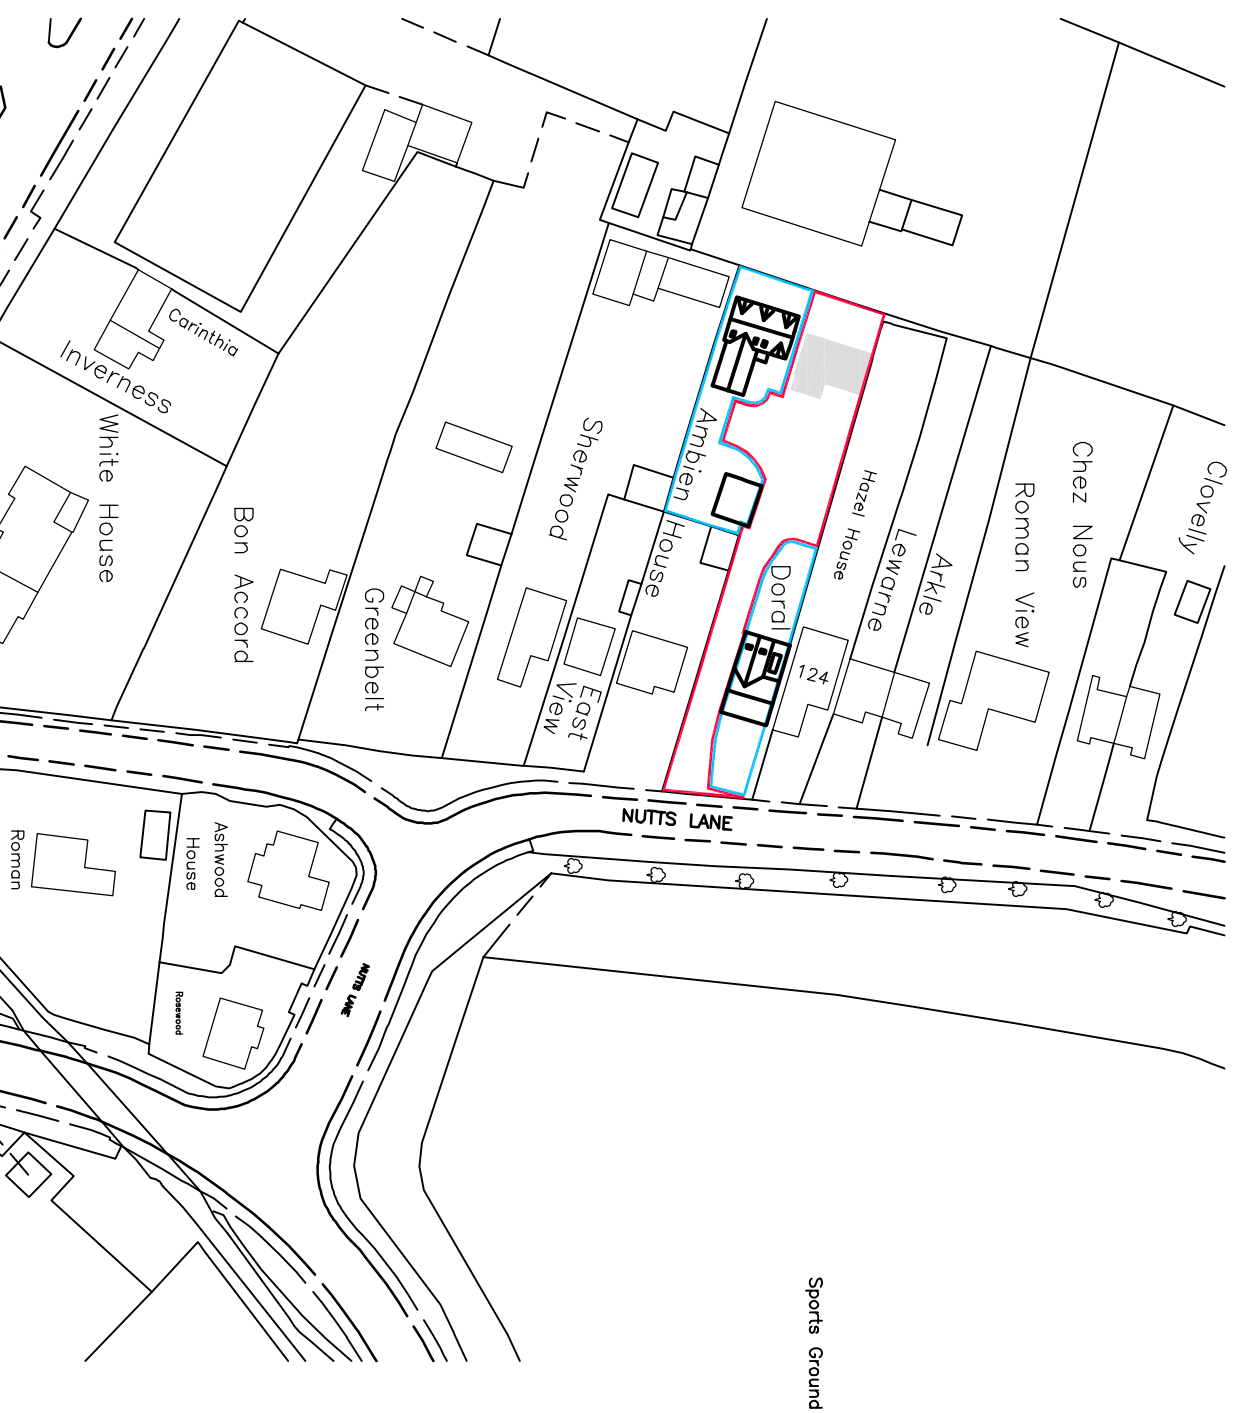 Carinthia
Inverness
White House
Bon Accord
Greenbelt
Sherwood
Ambien
House
East
View
Doral
124
Hazel House
Lewarne
Arkle
Roman View
Chez Nous
Clovelly
NUTTS LANE
Roman
Ashwood
House
Rosewood
NUTTS LANE
Sports Ground